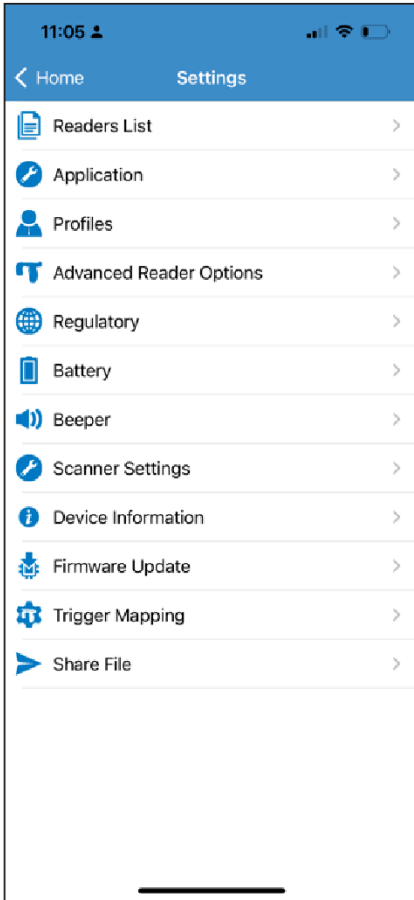 11:05
Home
Settings
Readers List
Application
Profiles
Advanced Reader Options
Regulatory
Battery
Beeper
Scanner Settings
Device Information
Firmware Update
Trigger Mapping
Share File